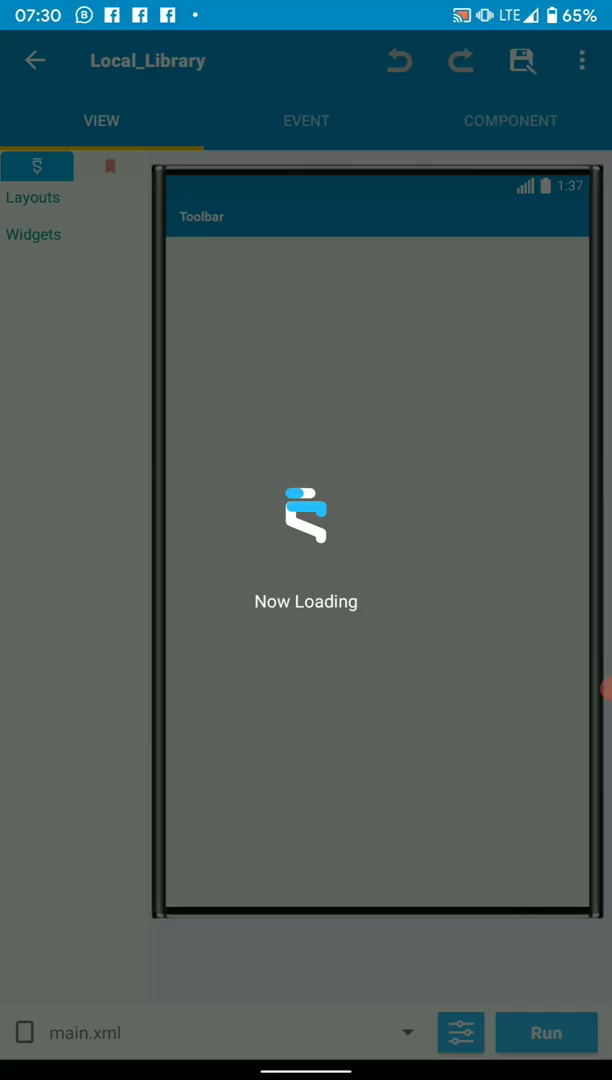 07:30 LTE 65%
Local_Library
VIEW EVENT COMPONENT
Layouts
Widgets
1:37
Toolbar
Now Loading
main.xml Run